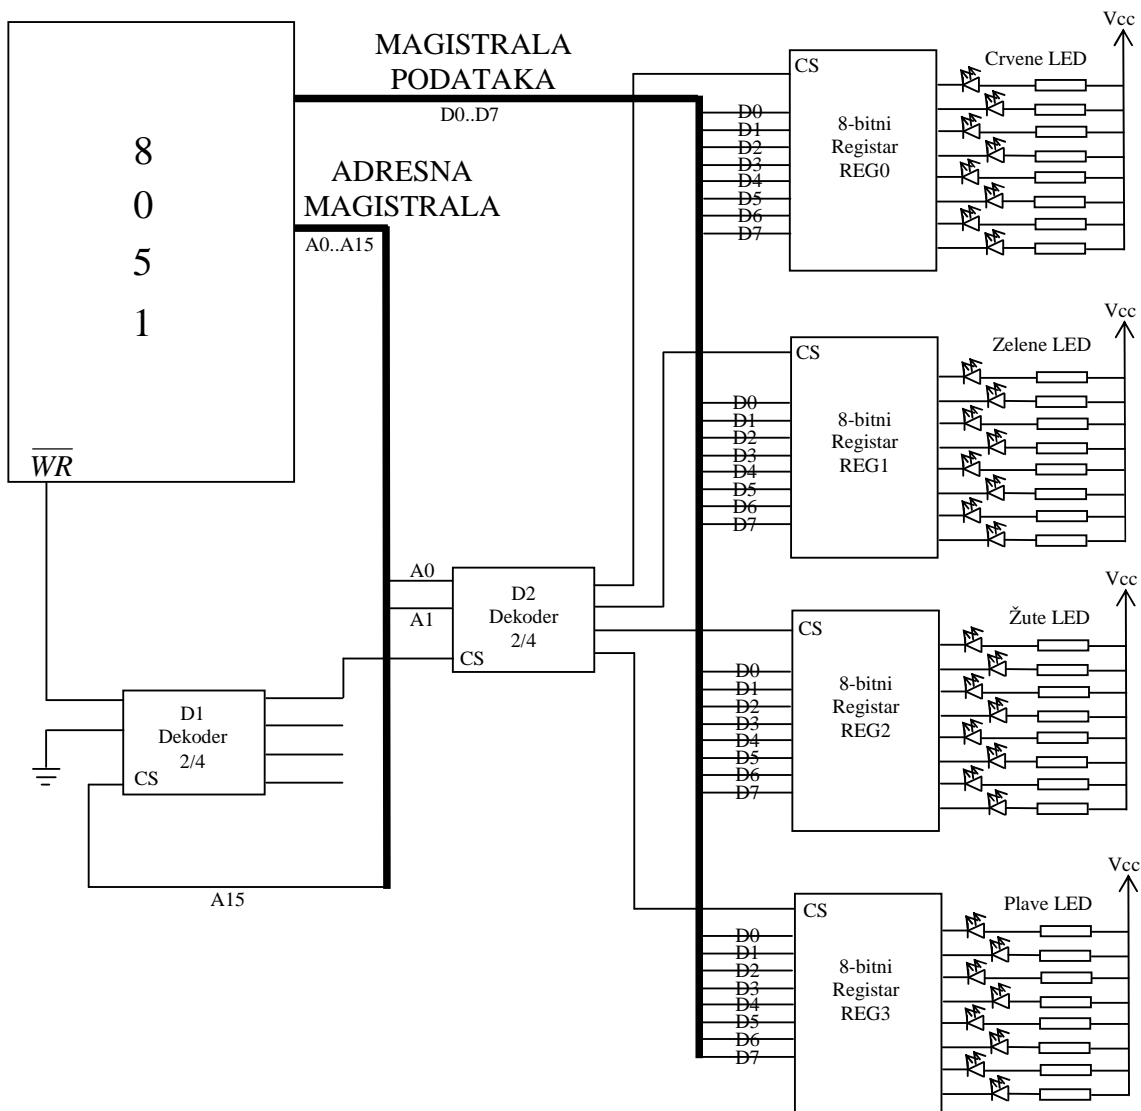 MAGISTRALA
PODATAKA
D0..D7
ADRESNA
MAGISTRALA
A0..A15
8
0
5
1
WR
D1
Dekoder
2/4
CS
A15
A0
A1
D2
Dekoder
2/4
CS
Vcc
Crvene LED
CS
D0
D1
D2
D3
D4
D5
D6
D7
8-bitni
Registar
REG0
Vcc
Zelene LED
CS
D0
D1
D2
D3
D4
D5
D6
D7
8-bitni
Registar
REG1
Vcc
Žute LED
CS
D0
D1
D2
D3
D4
D5
D6
D7
8-bitni
Registar
REG2
Vcc
Plave LED
CS
D0
D1
D2
D3
D4
D5
D6
D7
8-bitni
Registar
REG3